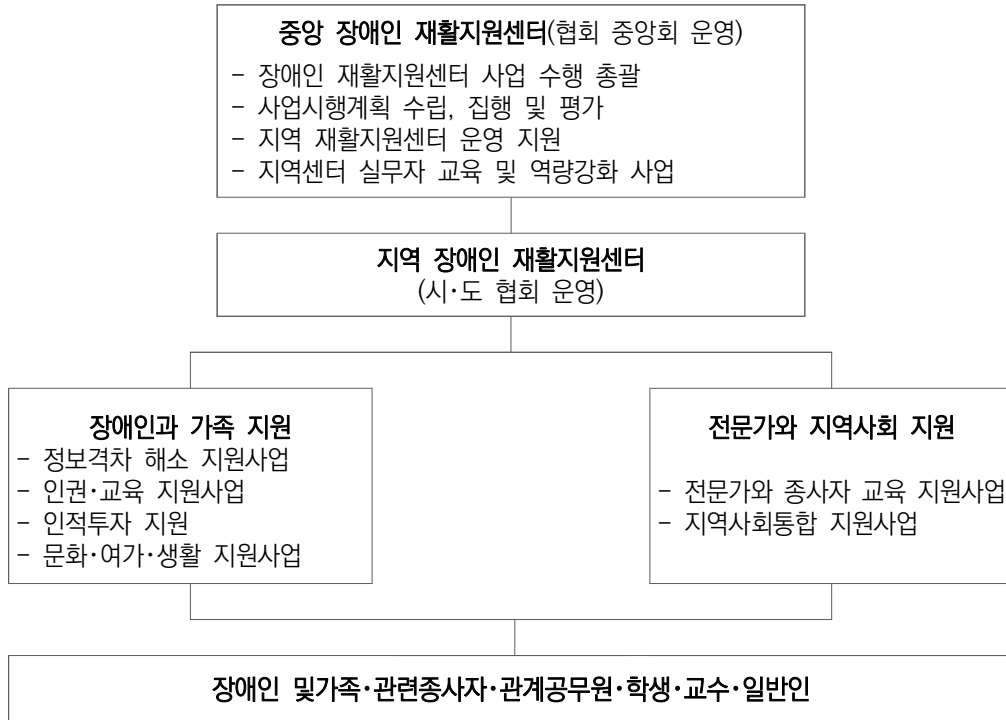 중앙 장애인 재활지원센터(협회 중앙회 운영)
- 장애인 재활지원센터 사업 수행 총괄
- 사업시행계획 수립, 집행 및 평가
- 지역 재활지원센터 운영 지원
- 지역센터 실무자 교육 및 역량강화 사업
지역 장애인 재활지원센터
(시·도 협회 운영)
장애인과 가족 지원
- 정보격차 해소 지원사업
- 인권·교육 지원사업
- 인적투자 지원
- 문화·여가·생활 지원사업
전문가와 지역사회 지원
- 전문가와 종사자 교육 지원사업
- 지역사회통합 지원사업
장애인 및가족·관련종사자·관계공무원·학생·교수·일반인